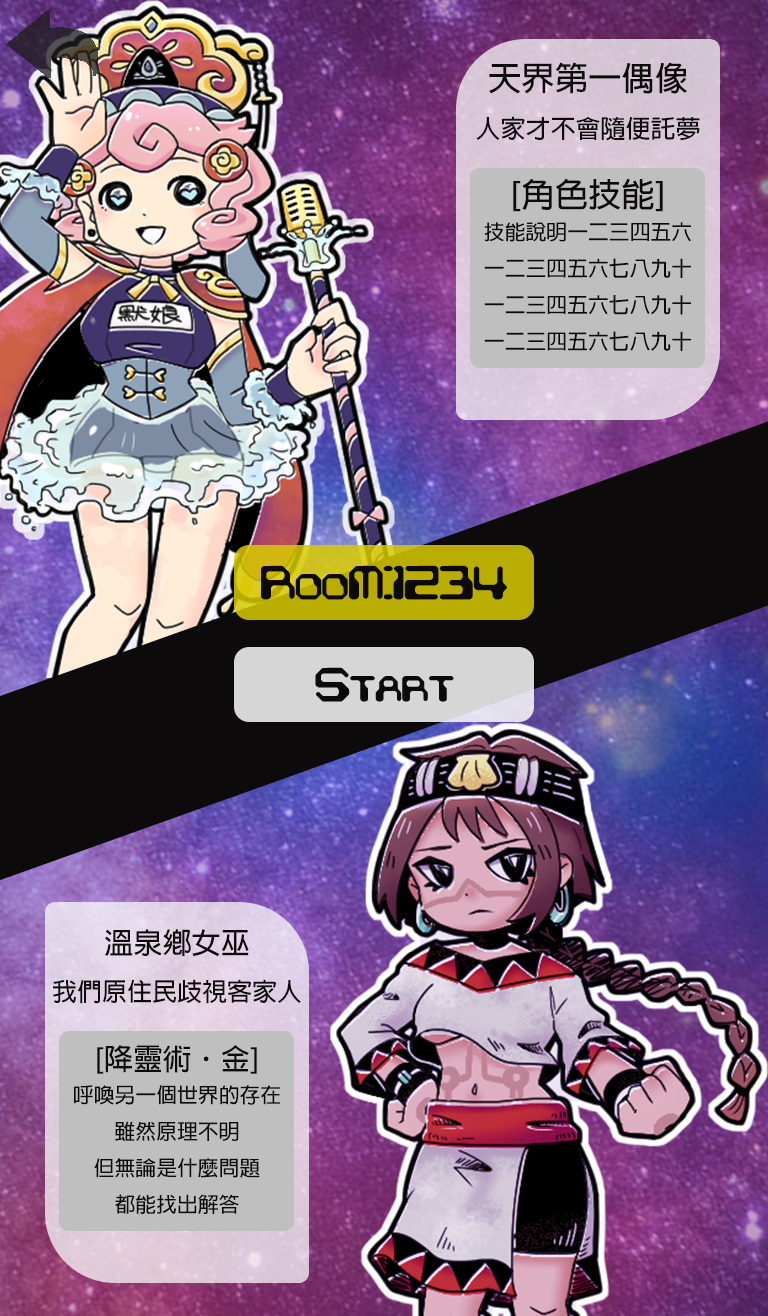 天界第一偶像
人家才不會隨便託夢
[角色技能]
技能說明一二三四五六
一二三四五六七八九十
一二三四五六七八九十
一二三四五六七八九十
默娘
RooM:1234
START
溫泉鄉女巫
我們原住民歧視客家人
[降靈術・金]
呼喚另一個世界的存在
雖然原理不明
但無論是什麼問題
都能找出解答